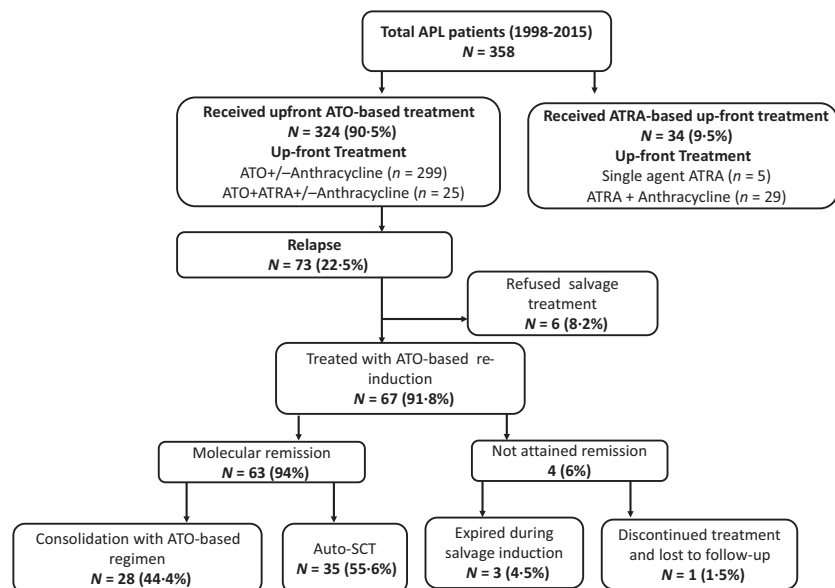 Total APL patients (1998-2015)
N = 358
Received upfront ATO-based treatment
N = 324 (90·5%)
Up-front Treatment
ATO+/–Anthracycline (n = 299)
ATO+ATRA+/–Anthracycline (n = 25)
Received ATRA-based up-front treatment
N = 34 (9·5%)
Up-front Treatment
Single agent ATRA (n = 5)
ATRA + Anthracycline (n = 29)
Relapse
N = 73 (22·5%)
Refused salvage
treatment
N = 6 (8·2%)
Treated with ATO-based re-
induction
N = 67 (91·8%)
Molecular remission
N = 63 (94%)
Not attained remission
4 (6%)
Consolidation with ATO-based
regimen
N = 28 (44·4%)
Auto-SCT
N = 35 (55·6%)
Expired during
salvage induction
N = 3 (4·5%)
Discontinued treatment
and lost to follow-up
N = 1 (1·5%)